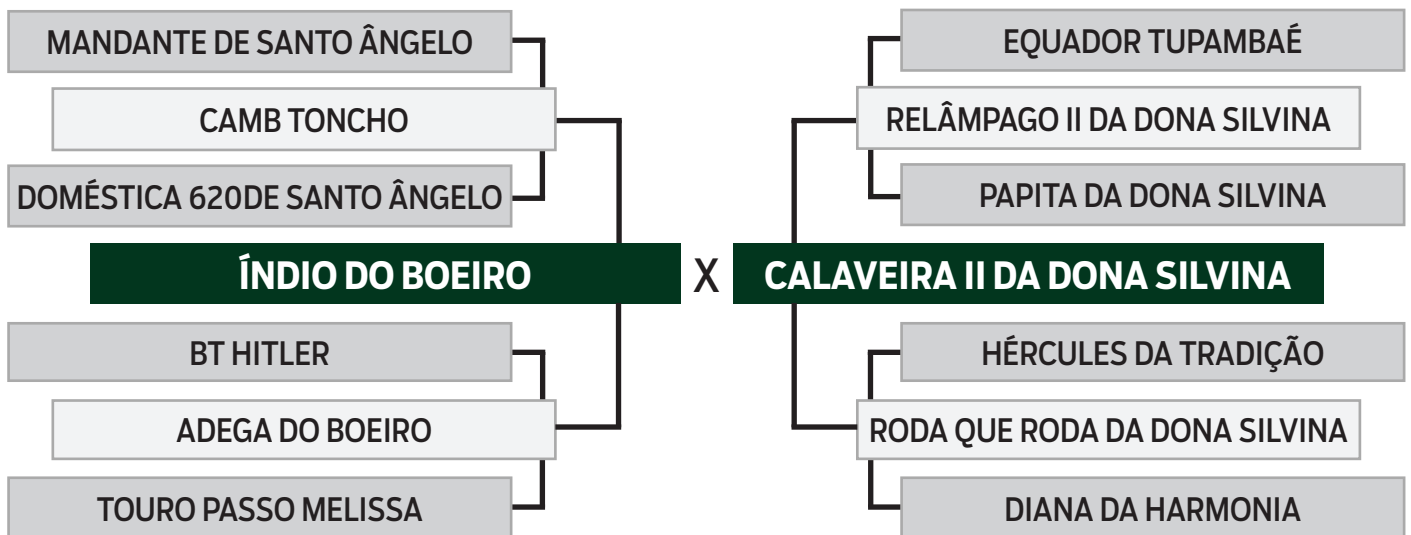 MANDANTE DE SANTO ÂNGELO
CAMB TONCHO
DOMÉSTICA 620DE SANTO ÂNGELO
ÍNDIO DO BOEIRO
BT HITLER
ADEGA DO BOEIRO
TOURO PASSO MELISSA
X
EQUADOR TUPAMBAÉ
RELÂMPAGO II DA DONA SILVINA
PAPITA DA DONA SILVINA
CALAVEIRA II DA DONA SILVINA
HÉRCULES DA TRADIÇÃO
RODA QUE RODA DA DONA SILVINA
DIANA DA HARMONIA